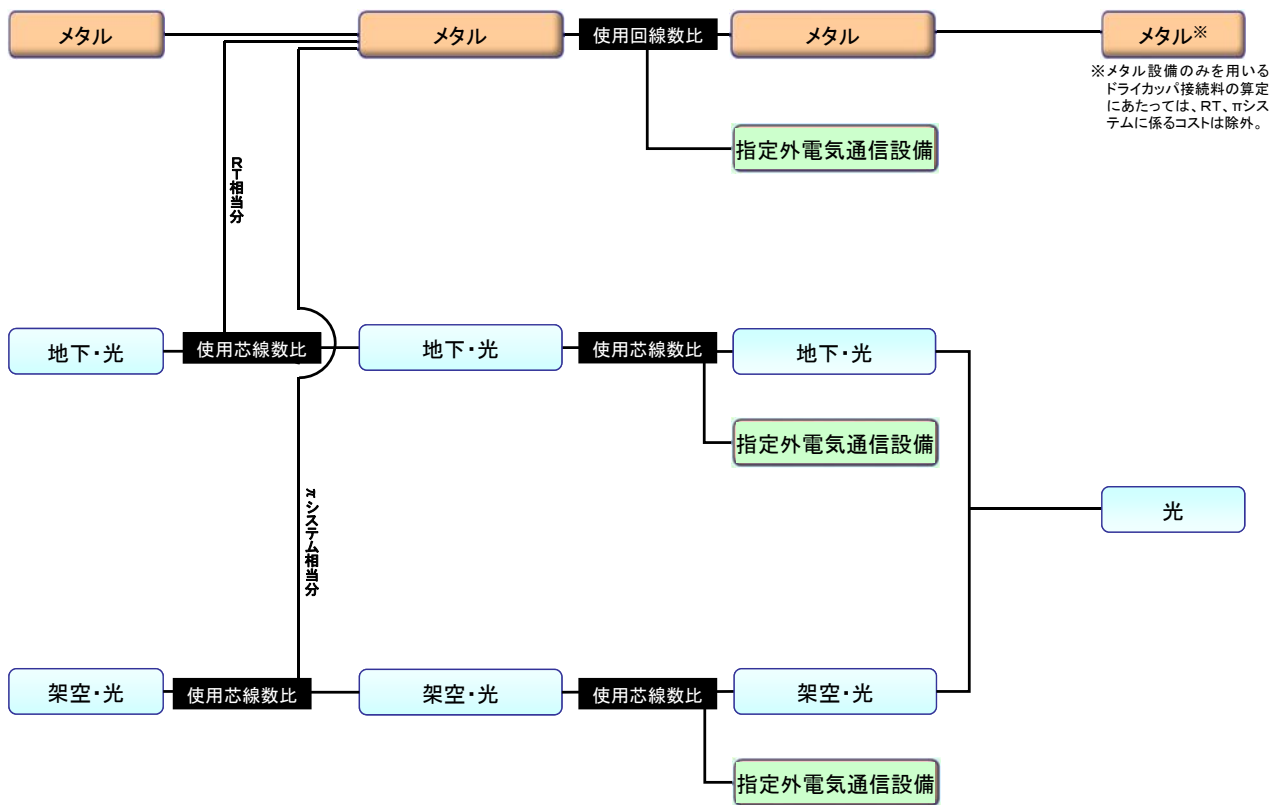 メタル
メタル
使用回線数比
メタル
メタル※
※メタル設備のみを用いる
ドライカッパ接続料の算定
にあたっては、RT、πシス
テムに係るコストは除外。
指定外電気通信設備
RT相当分
地下・光
使用芯線数比
地下・光
使用芯線数比
地下・光
指定外電気通信設備
πシステム相当分
光
架空・光
使用芯線数比
架空・光
使用芯線数比
架空・光
指定外電気通信設備